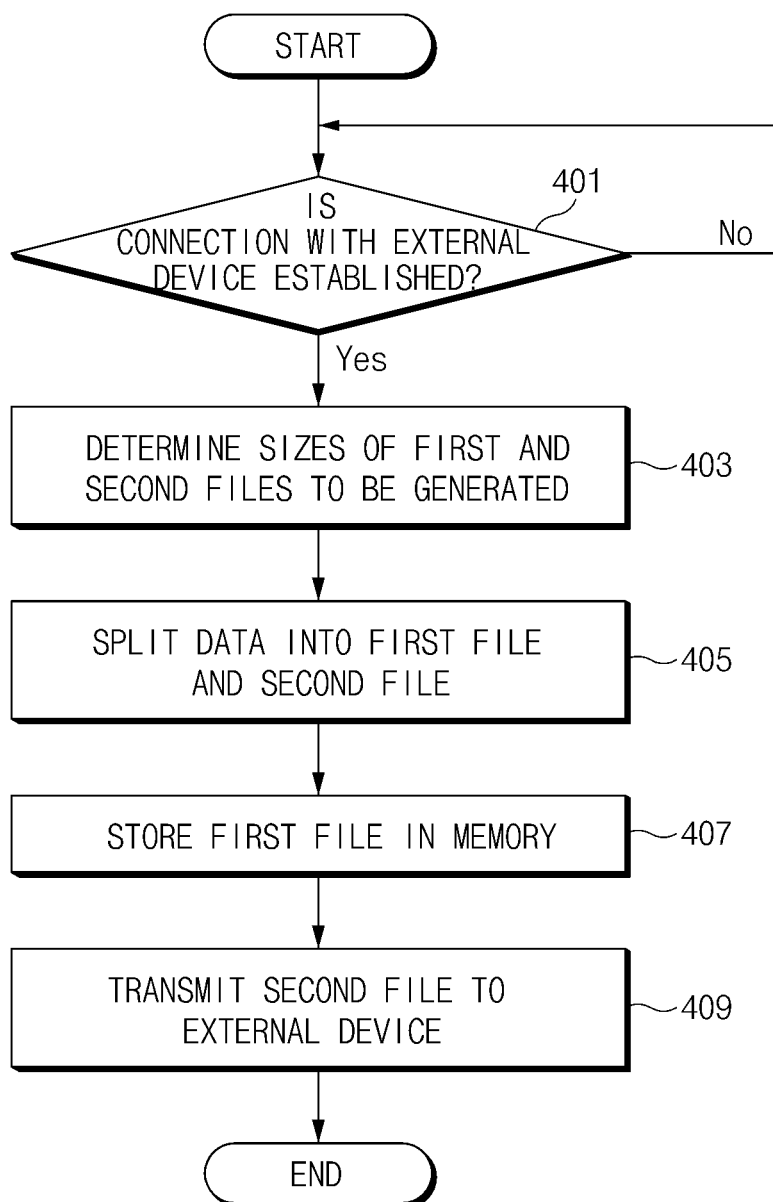 START
401
IS
CONNECTION WITH EXTERNAL
DEVICE ESTABLISHED?
No
Yes
DETERMINE SIZES OF FIRST AND
SECOND FILES TO BE GENERATED
403
SPLIT DATA INTO FIRST FILE
AND SECOND FILE
405
STORE FIRST FILE IN MEMORY
407
TRANSMIT SECOND FILE TO
EXTERNAL DEVICE
409
END